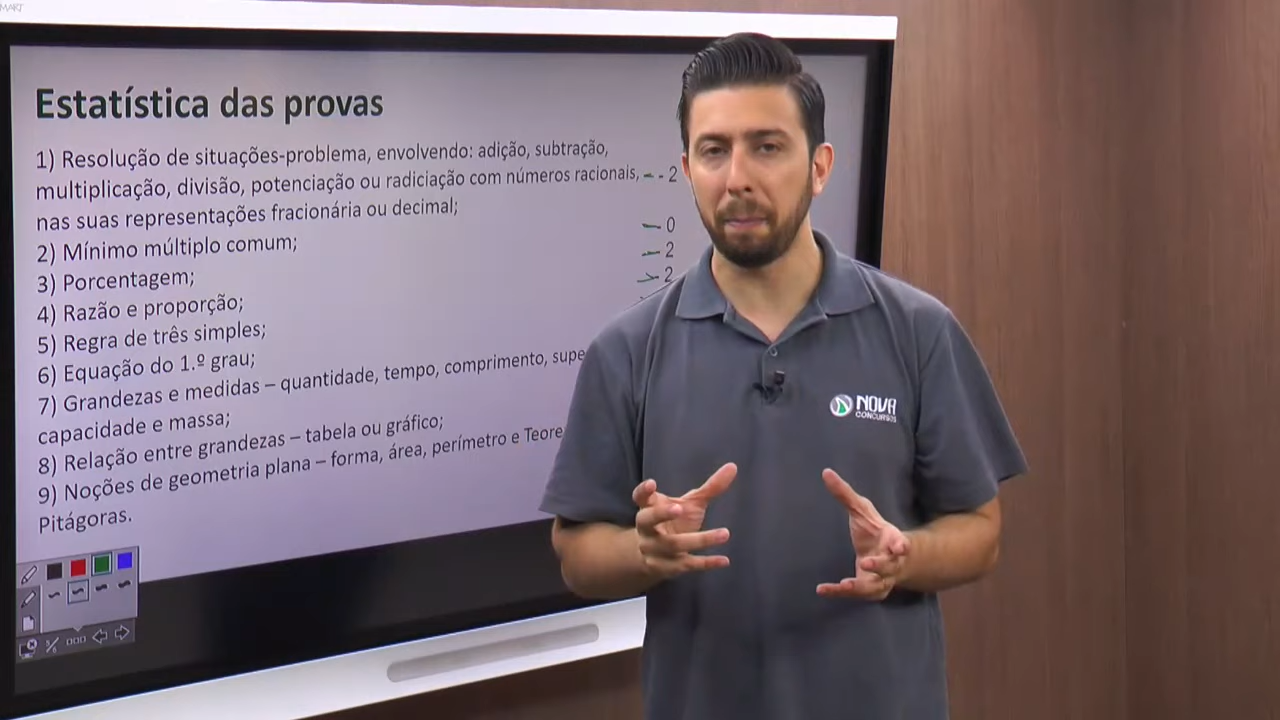 MART
Estatística das provas
1) Resolução de situações-problema, envolvendo: adição, subtração,
multiplicação, divisão, potenciação ou radiciação com números racionais, - - 2
nas suas representações fracionária ou decimal;
- 0
2) Mínimo múltiplo comum;
- 2
3) Porcentagem;
- 2
4) Razão e proporção;
5) Regra de três simples;
6) Equação do 1.º grau;
7) Grandezas e medidas – quantidade, tempo, comprimento, supe
capacidade e massa;
8) Relação entre grandezas – tabela ou gráfico;
9) Noções de geometria plana – forma, área, perímetro e Teore
Pitágoras.
NOVA
CONCURSOS